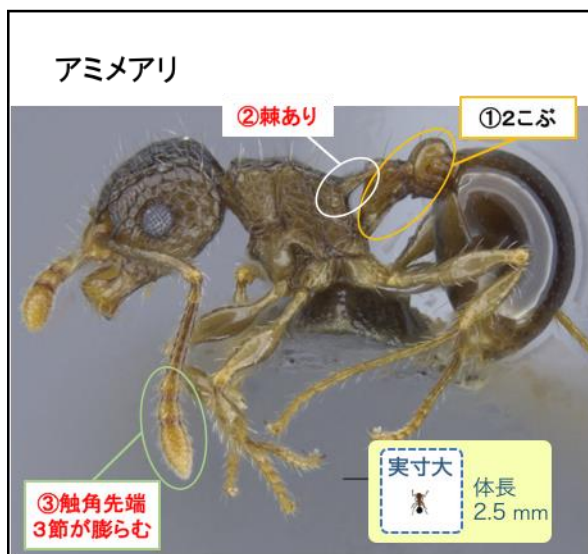 アミメアリ
②棘あり
①2こぶ
③触角先端
３節が膨らむ
実寸大
体長
2.5 mm